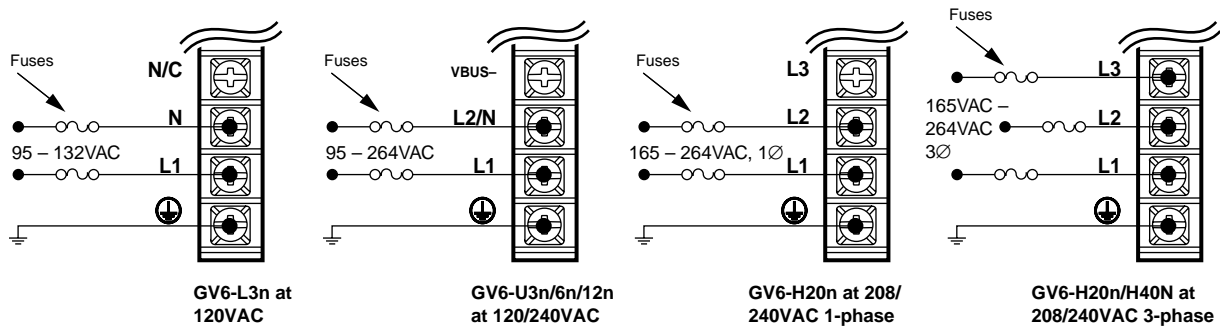 Fuses
N/C
N
95 – 132VAC
L1
GV6-L3n at
120VAC
Fuses
VBUS–
L2/N
95 – 264VAC
L1
GV6-U3n/6n/12n
at 120/240VAC
Fuses
L3
L2
165 – 264VAC, 1∅
L1
GV6-H20n at 208/
240VAC 1-phase
Fuses
L3
165VAC –
264VAC
3∅
L2
L1
GV6-H20n/H40N at
208/240VAC 3-phase